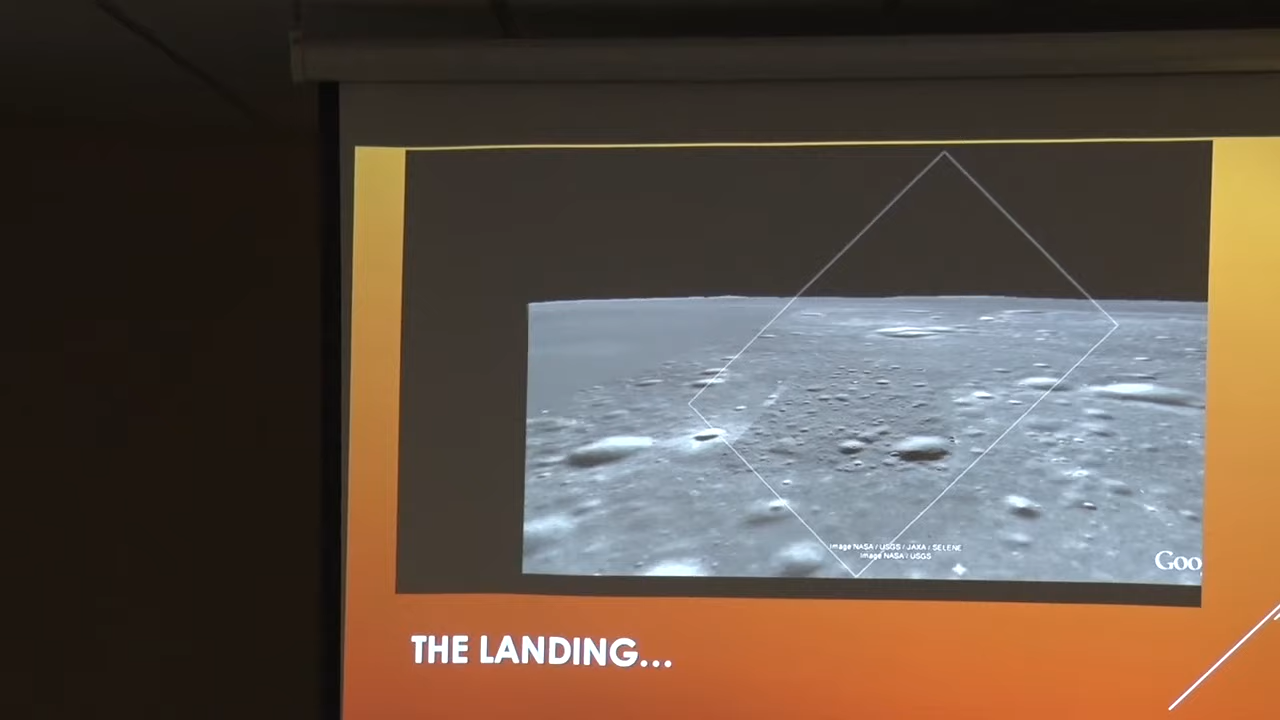 Image NASA / USGS / JAXA / SELENE
Image NASA / USGS
Goo
THE LANDING...